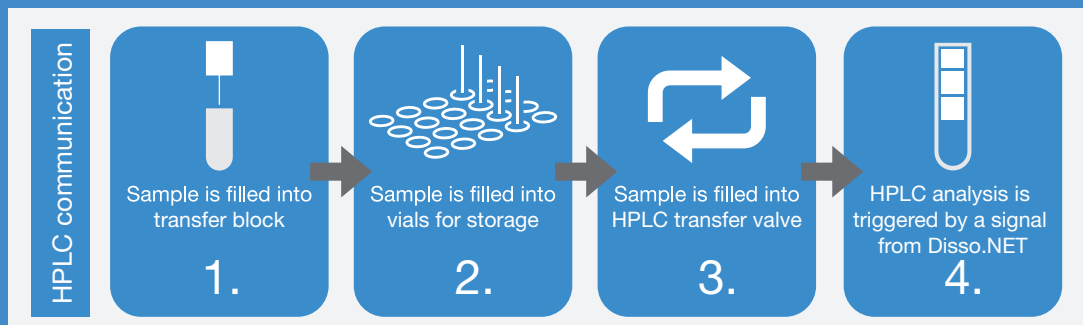 HPLC communication
Sample is filled into
transfer block
1.
Sample is filled into
vials for storage
2.
Sample is filled into
HPLC transfer valve
3.
HPLC analysis is
triggered by a signal
from Disso.NET
4.